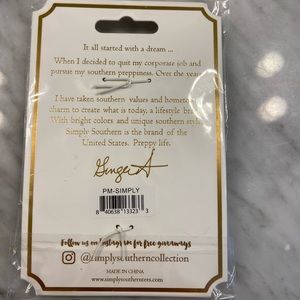 It all started with a dream ...
When I decided to quit my corporate job and
pursue my southern preppiness. Over the years
I have taken southern values and hometown
charm to create what is today, a lifestyle brand
With bright colors and unique southern styles
Simply Southern is the brand of the
United States. Preppy life.
Ginger A
PM-SIMPLY
8 40638 13323 3
Follow us on Instagram for free giveaways
@simplysoutherncollection
MADE IN CHINA
www.simplysoutherntees.com